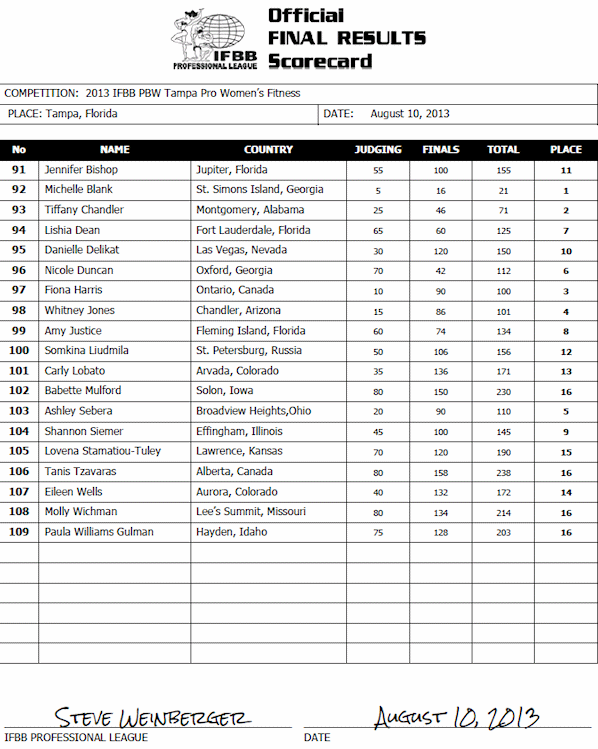 Official
FINAL RESULTS
Scorecard
IFBB
PROFESSIONAL LEAGUE
COMPETITION: 2013 IFBB PBW Tampa Pro Women's Fitness
PLACE: Tampa, Florida DATE: August 10, 2013
No NAME COUNTRY JUDGING FINALS TOTAL PLACE
91 Jennifer Bishop Jupiter, Florida 55 100 155 11
92 Michelle Blank St. Simons Island, Georgia 5 16 21 1
93 Tiffany Chandler Montgomery, Alabama 25 46 71 2
94 Lishia Dean Fort Lauderdale, Florida 65 60 125 7
95 Danielle Delikat Las Vegas, Nevada 30 120 150 10
96 Nicole Duncan Oxford, Georgia 70 42 112 6
97 Fiona Harris Ontario, Canada 10 90 100 3
98 Whitney Jones Chandler, Arizona 15 86 101 4
99 Amy Justice Fleming Island, Florida 60 74 134 8
100 Somkina Liudmila St. Petersburg, Russia 50 106 156 12
101 Carly Lobato Arvada, Colorado 35 136 171 13
102 Babette Mulford Solon, Iowa 80 150 230 16
103 Ashley Sebera Broadview Heights,Ohio 20 90 110 5
104 Shannon Siemer Effingham, Illinois 45 100 145 9
105 Lovena Stamatiou-Tuley Lawrence, Kansas 70 120 190 15
106 Tanis Tzavaras Alberta, Canada 80 158 238 16
107 Eileen Wells Aurora, Colorado 40 132 172 14
108 Molly Wichman Lee's Summit, Missouri 80 134 214 16
109 Paula Williams Gulman Hayden, Idaho 75 128 203 16
STEVE WEINBERGER AUGUST 10, 2013
IFBB PROFESSIONAL LEAGUE DATE